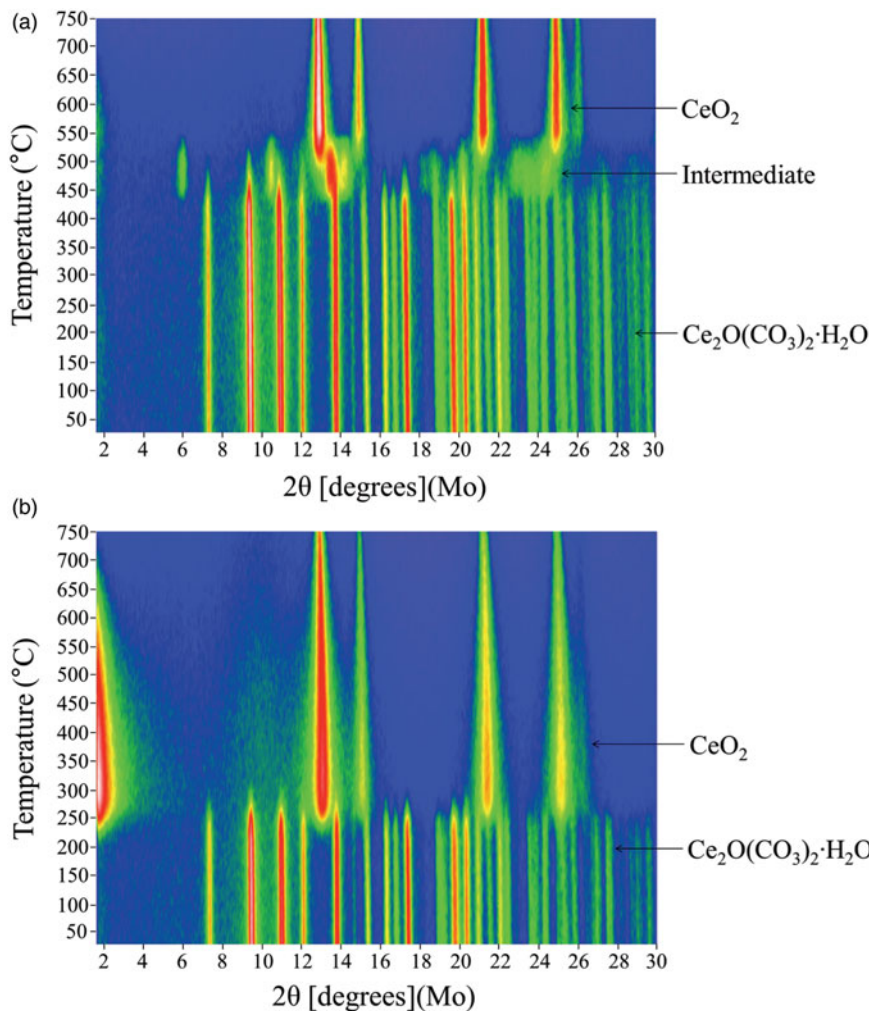 (a)
750
700
650
600
550
500
450
400
350
300
250
200
150
100
50
Temperature (°C)
CeO₂
Intermediate
Ce₂O(CO₃)₂·H₂O
2 4 6 8 10 12 14 16 18 20 22 24 26 28 30
2θ [degrees](Mo)
(b)
750
700
650
600
550
500
450
400
350
300
250
200
150
100
50
Temperature (°C)
CeO₂
Ce₂O(CO₃)₂·H₂O
2 4 6 8 10 12 14 16 18 20 22 24 26 28 30
2θ [degrees](Mo)